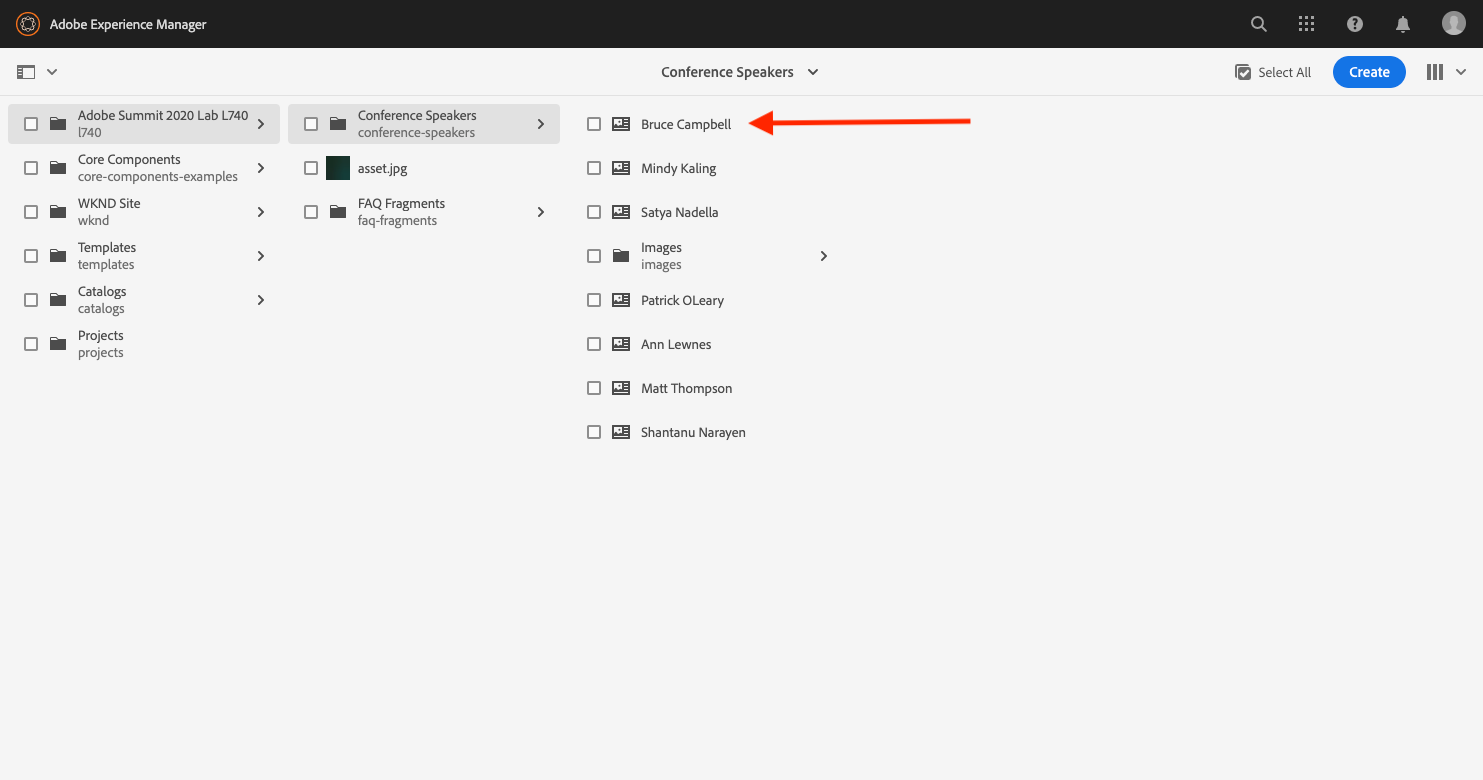 Adobe Experience Manager
Conference Speakers
Select All
Create
Adobe Summit 2020 Lab L740
l740
Core Components
core-components-examples
WKND Site
wknd
Templates
templates
Catalogs
catalogs
Projects
projects
Conference Speakers
conference-speakers
asset.jpg
FAQ Fragments
faq-fragments
Bruce Campbell
Mindy Kaling
Satya Nadella
Images
images
Patrick OLeary
Ann Lewnes
Matt Thompson
Shantanu Narayen